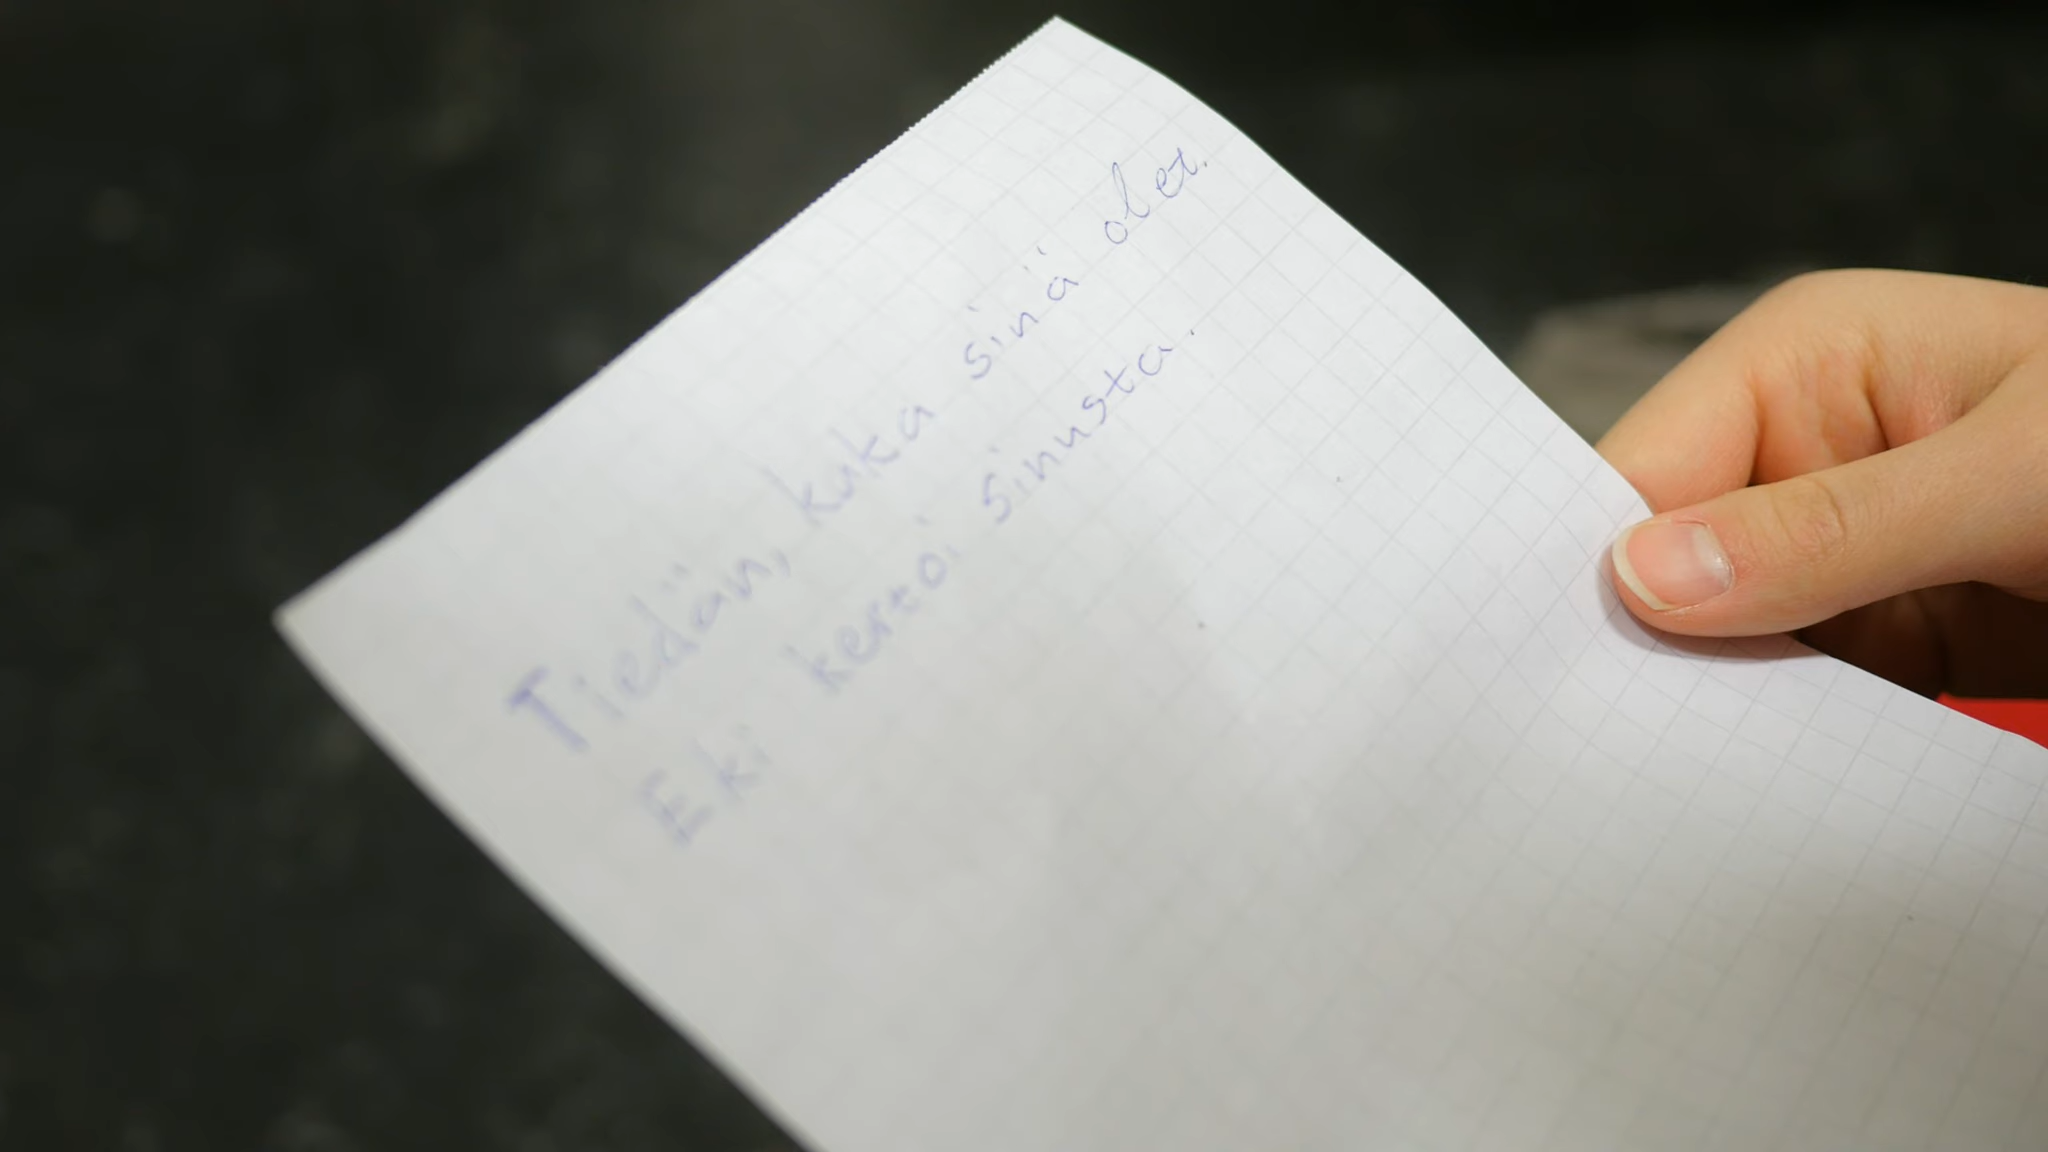 Tiedän, kuka sinä olet.
Eki kertoi sinusta.